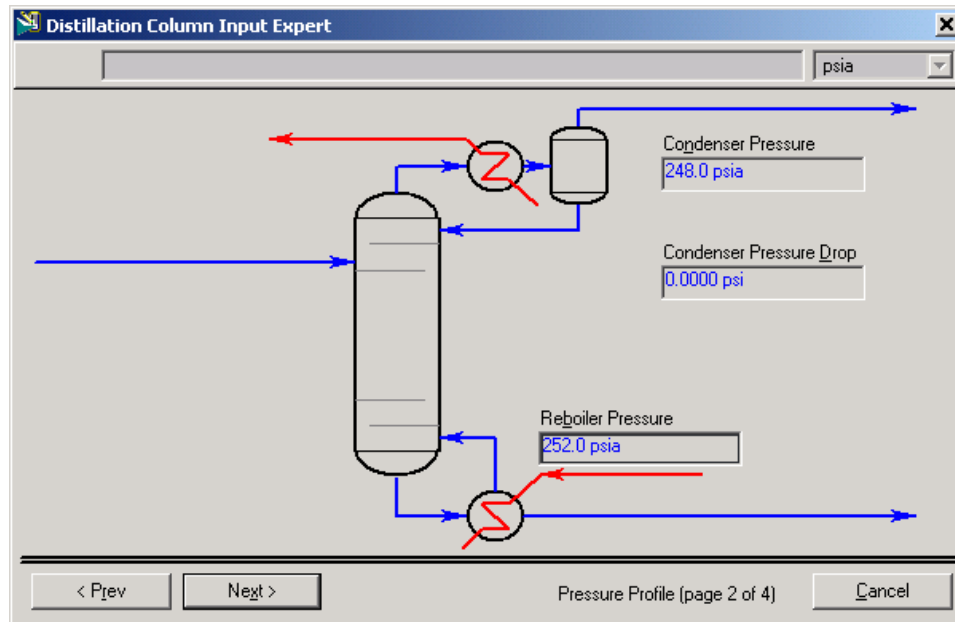 Distillation Column Input Expert
psia
Condenser Pressure
248.0 psia
Condenser Pressure Drop
0.0000 psi
Reboiler Pressure
252.0 psia
< Prev
Next >
Pressure Profile (page 2 of 4)
Cancel